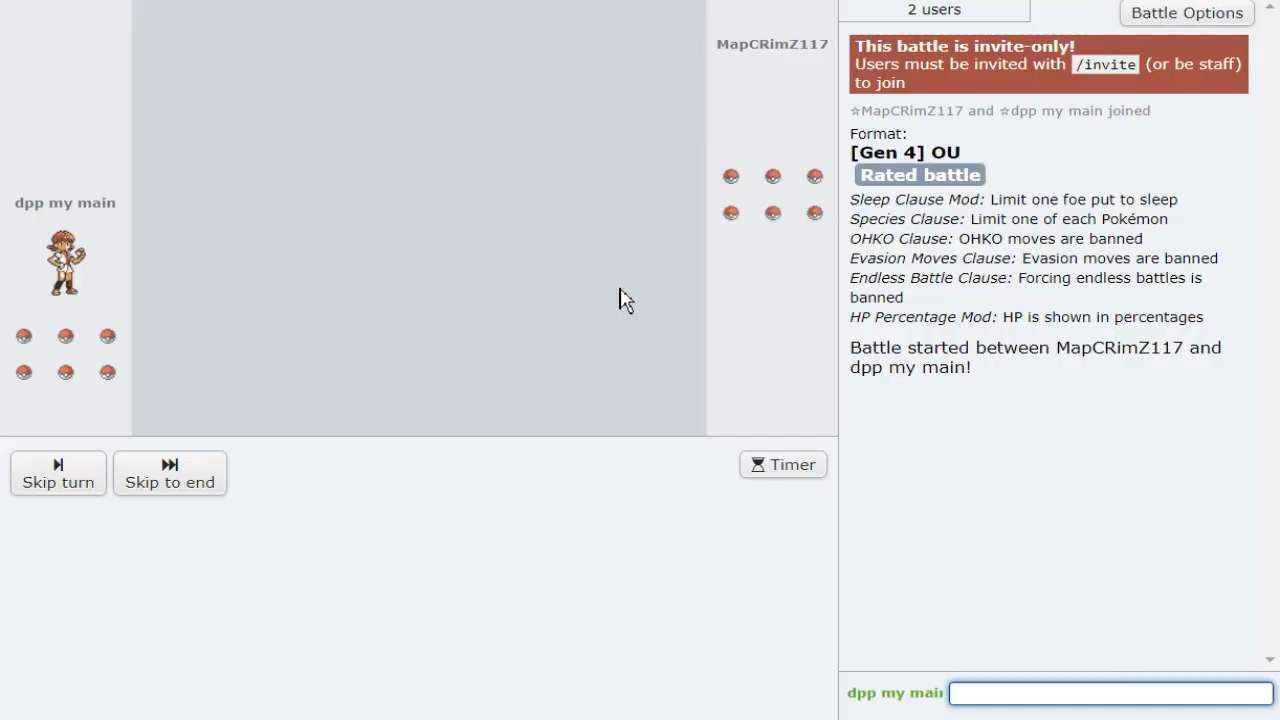 2 users
Battle Options
MapCRimZ117
This battle is invite-only!
Users must be invited with /invite (or be staff)
to join
☆MapCRimZ117 and ☆dpp my main joined
Format:
[Gen 4] OU
Rated battle
Sleep Clause Mod: Limit one foe put to sleep
Species Clause: Limit one of each Pokémon
OHKO Clause: OHKO moves are banned
Evasion Moves Clause: Evasion moves are banned
Endless Battle Clause: Forcing endless battles is
banned
HP Percentage Mod: HP is shown in percentages
Battle started between MapCRimZ117 and
dpp my main!
dpp my main
Skip turn
Skip to end
Timer
dpp my mai